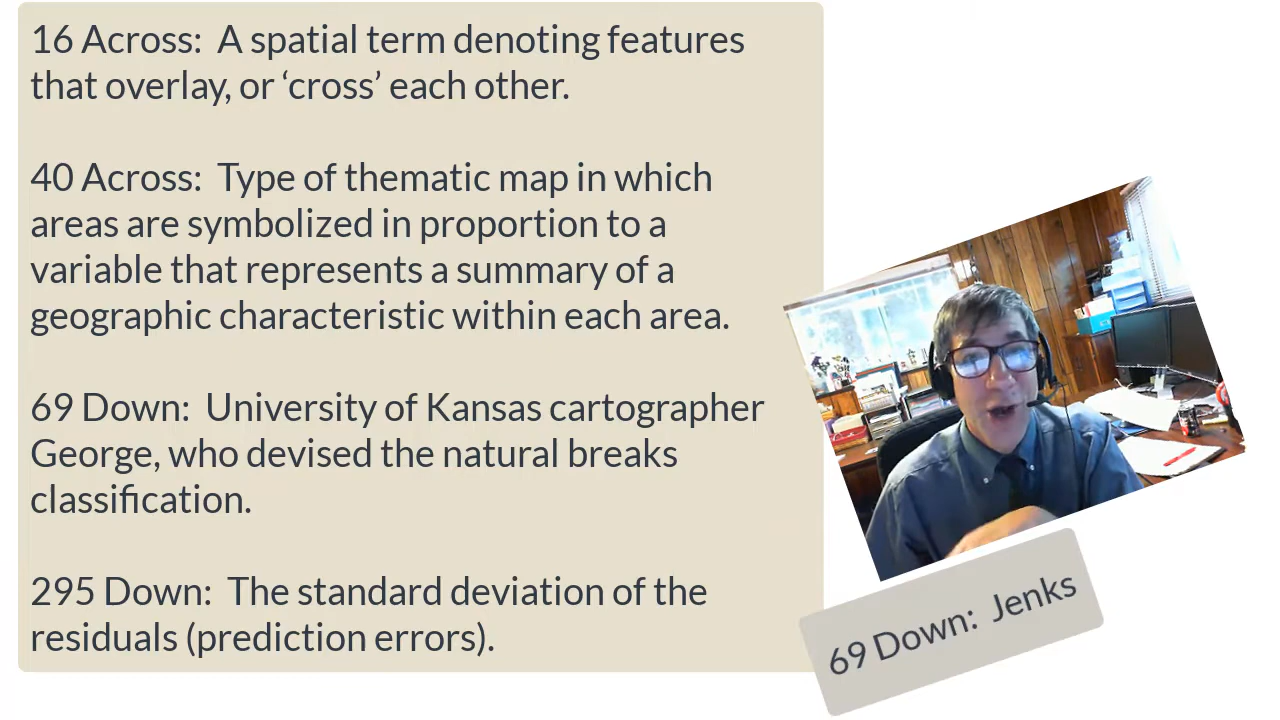 16 Across:  A spatial term denoting features
that overlay, or ‘cross’ each other.
40 Across:  Type of thematic map in which
areas are symbolized in proportion to a
variable that represents a summary of a
geographic characteristic within each area.
69 Down:  University of Kansas cartographer
George, who devised the natural breaks
classification.
295 Down:  The standard deviation of the
residuals (prediction errors).
69 Down:  Jenks